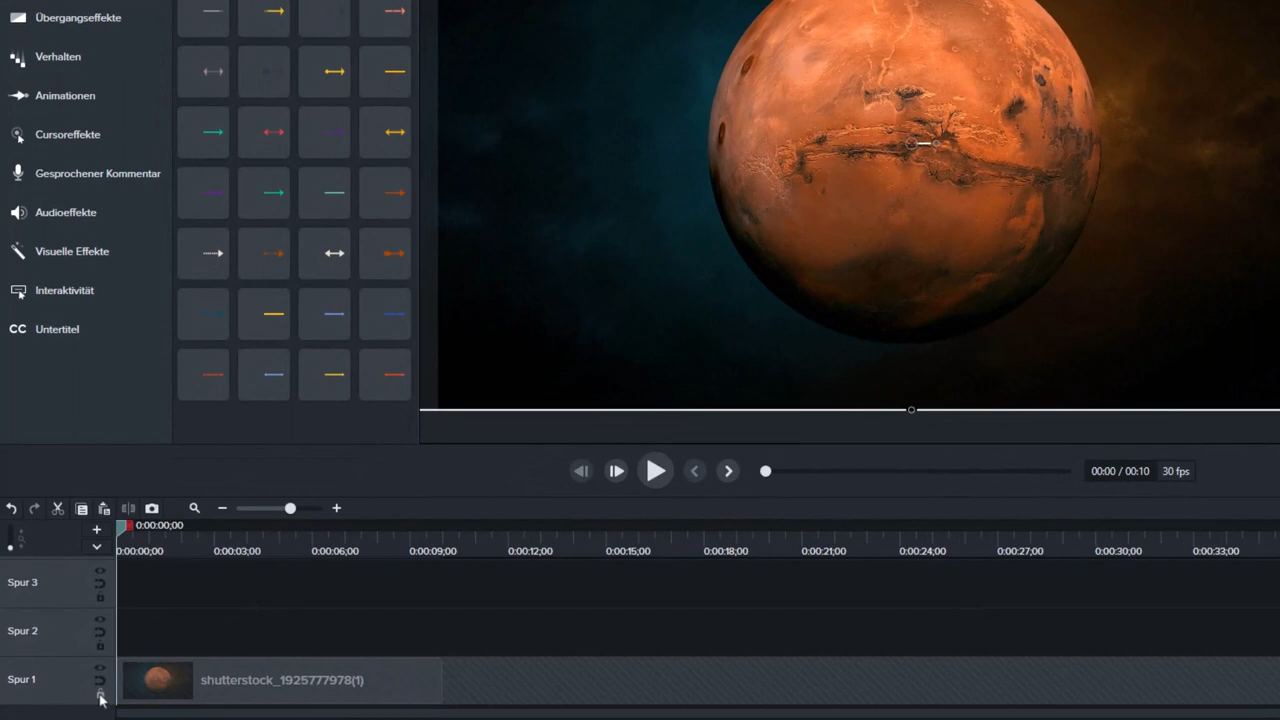 Übergangseffekte
Verhalten
Animationen
Cursoreffekte
Gesprochener Kommentar
Audioeffekte
Visuelle Effekte
Interaktivität
CC Untertitel
00:00 / 00:10 30 fps
0:00:00;00
0:00:00;00 0:00:03;00 0:00:06;00 0:00:09;00 0:00:12;00 0:00:15;00 0:00:18;00 0:00:21;00 0:00:24;00 0:00:27;00 0:00:30;00 0:00:33;00
Spur 3
Spur 2
Spur 1
shutterstock_1925777978(1)